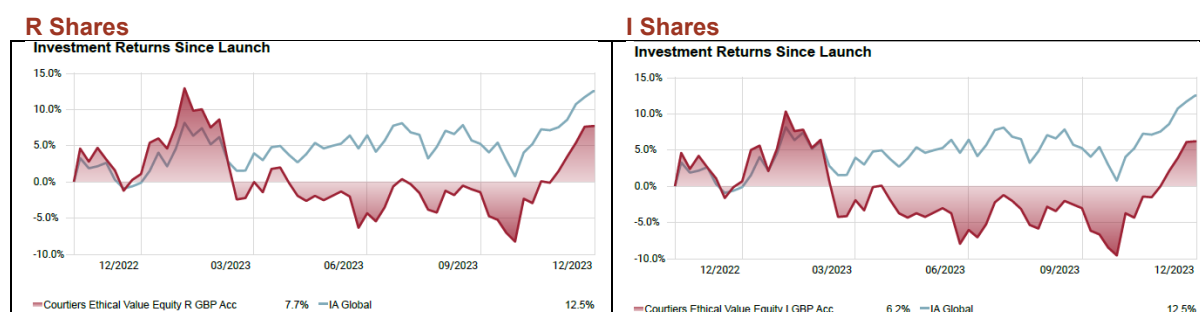 R Shares
Investment Returns Since Launch
15.0%
10.0%
5.0%
0.0%
-5.0%
-10.0%
12/2022 03/2023 06/2023 09/2023 12/2023
Courtiers Ethical Value Equity R GBP Acc 7.7% IA Global 12.5%
I Shares
Investment Returns Since Launch
15.0%
10.0%
5.0%
0.0%
-5.0%
-10.0%
12/2022 03/2023 06/2023 09/2023 12/2023
Courtiers Ethical Value Equity I GBP Acc 6.2% IA Global 12.5%